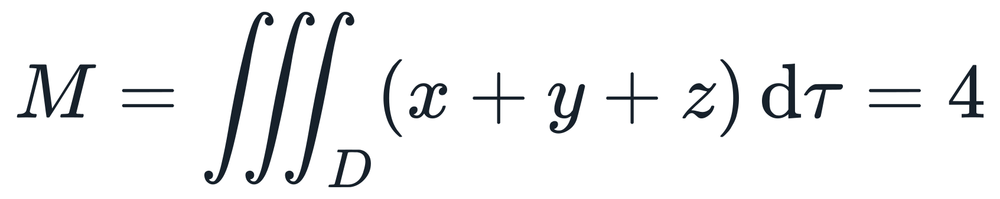 M = ∭_D (x + y + z) dτ = 4